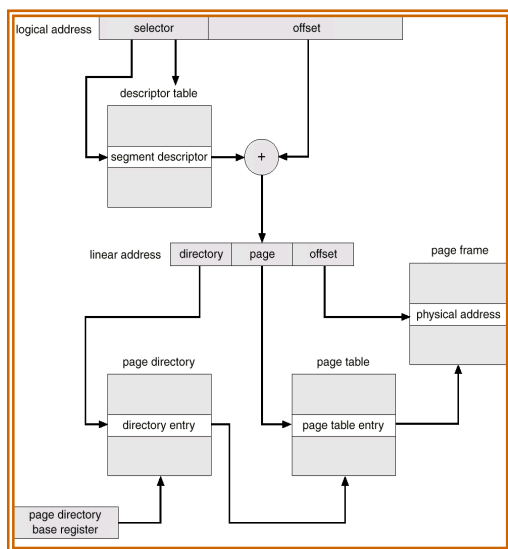 logical address
selector
offset
descriptor table
segment descriptor
+
linear address
directory
page
offset
page frame
physical address
page directory
page table
directory entry
page table entry
page directory
base register